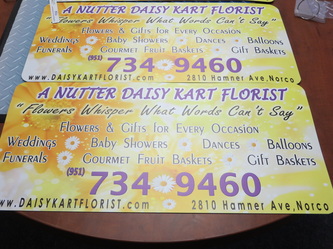 A NUTTER DAISY KART FLORIST
"Flowers Whisper What Words Can't Say"
Flowers & Gifts for Every Occasion
Weddings • Baby Showers • Dances • Balloons
Funerals • Gourmet Fruit Baskets • Gift Baskets
(951) 734 9460
www.DAISYKARTFLORIST.com 2810 Hamner Ave,Norco
A NUTTER DAISY KART FLORIST
"Flowers Whisper What Words Can't Say"
Flowers & Gifts for Every Occasion
Weddings • Baby Showers • Dances • Balloons
Funerals • Gourmet Fruit Baskets • Gift Baskets
(951) 734 9460
www.DAISYKARTFLORIST.com 2810 Hamner Ave,Norco